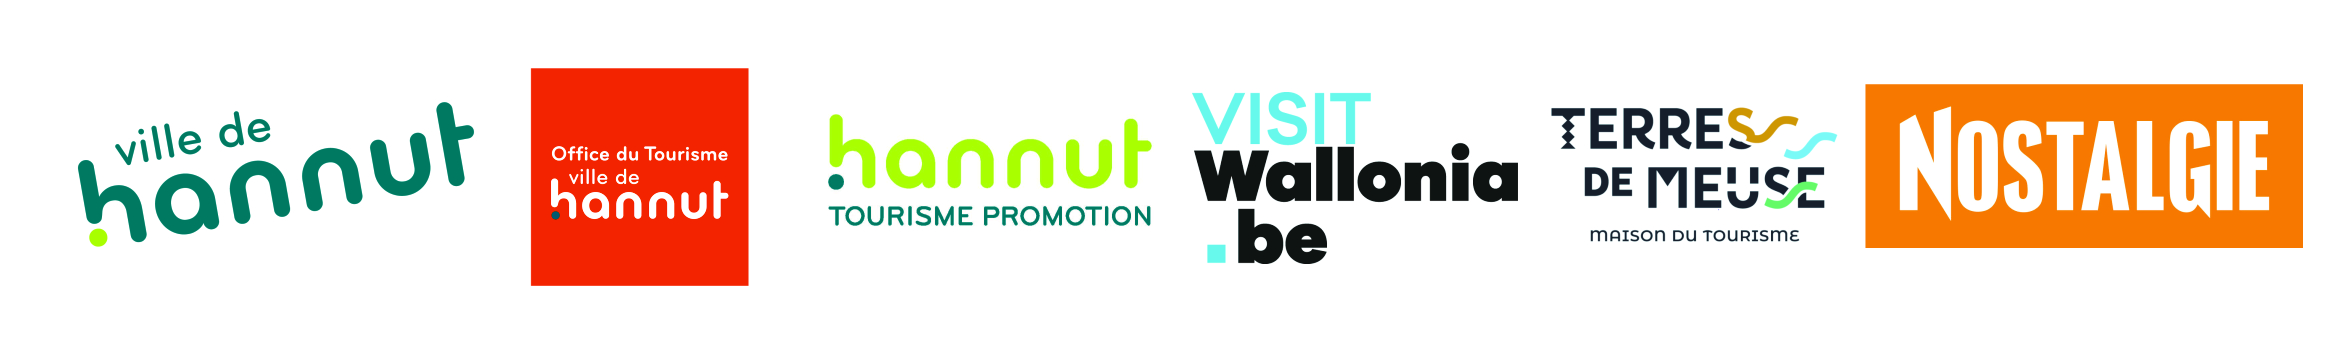 ville de
hannut
Office du Tourisme
ville de
hannut
hannut
TOURISME PROMOTION
VISIT
Wallonia
.be
TERRES
DE MEUSE
MAISON DU TOURISME
NOSTALGIE